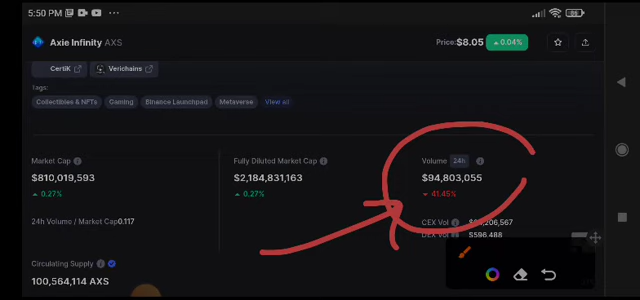 5:50 PM
Axie Infinity AXS Price:$8.05 0.04%
CertiK Verichains
Tags:
Collectibles & NFTs Gaming Binance Launchpad Metaverse View all
Market Cap Fully Diluted Market Cap Volume 24h
$810,019,593 $2,184,831,163 $94,803,055
0.27% 0.27% 41.45%
24h Volume / Market Cap 0.117 CEX Vol
DEX Vol $596,488
Circulating Supply
100,564,114 AXS